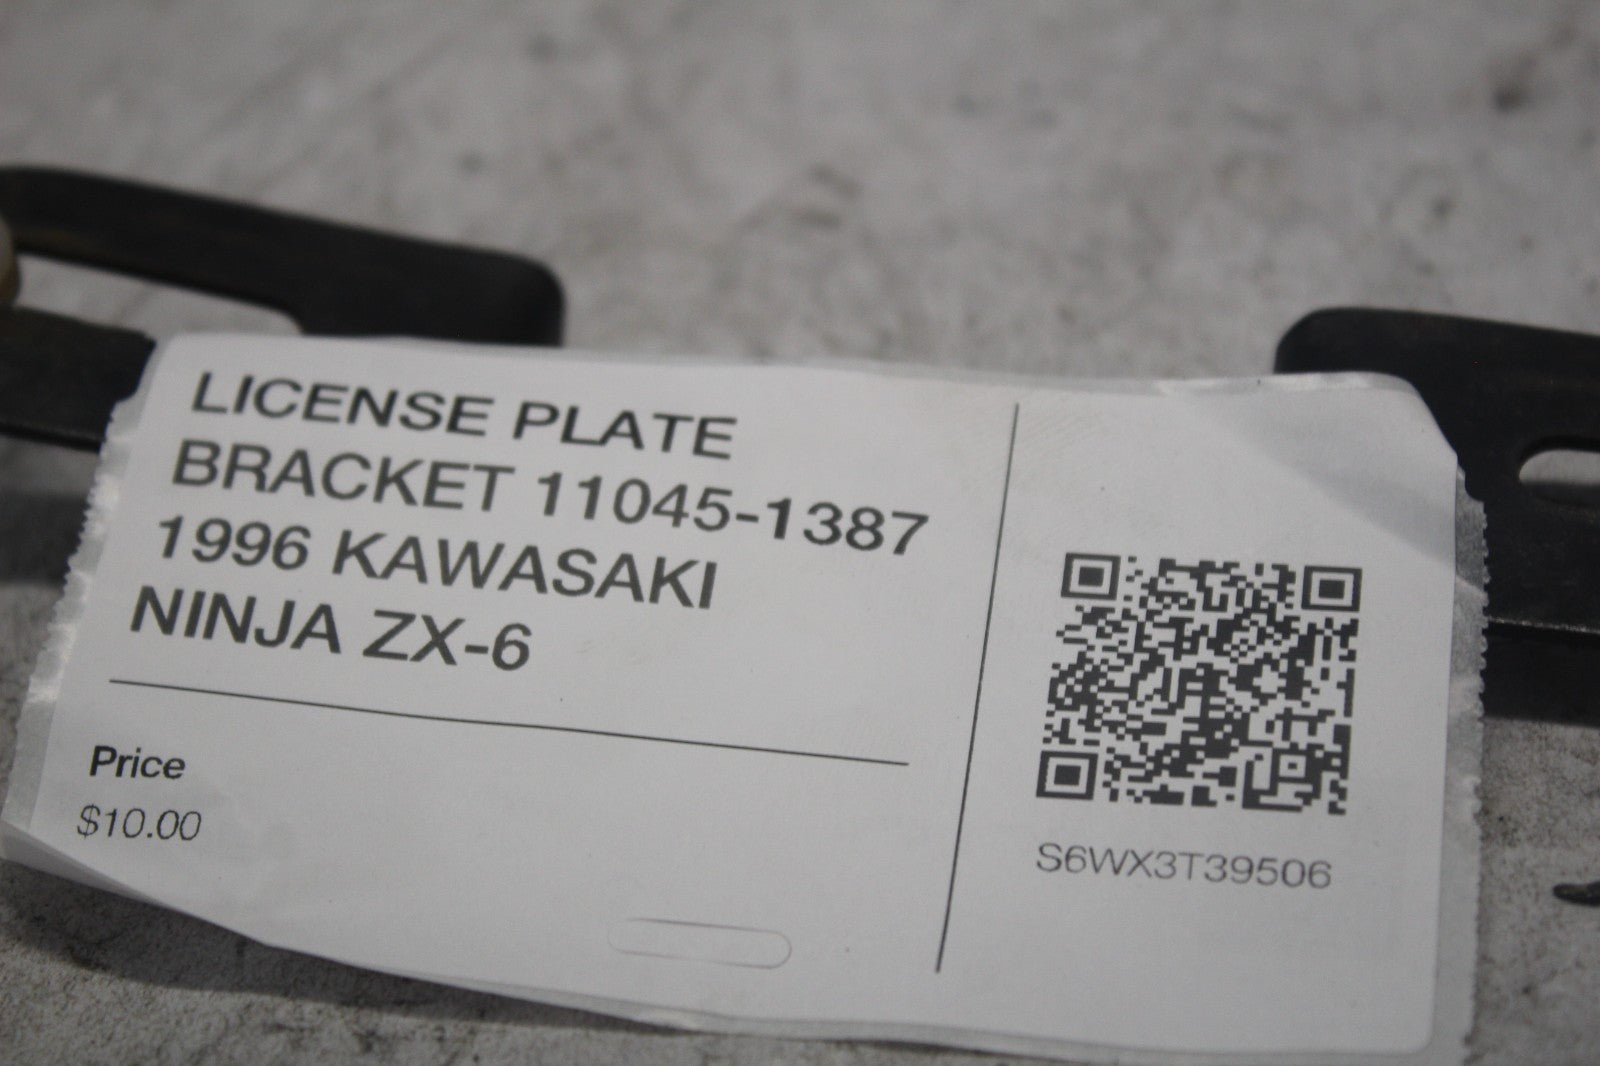 LICENSE PLATE
BRACKET 11045-1387
1996 KAWASAKI
NINJA ZX-6
Price
$10.00
S6WX3T39506